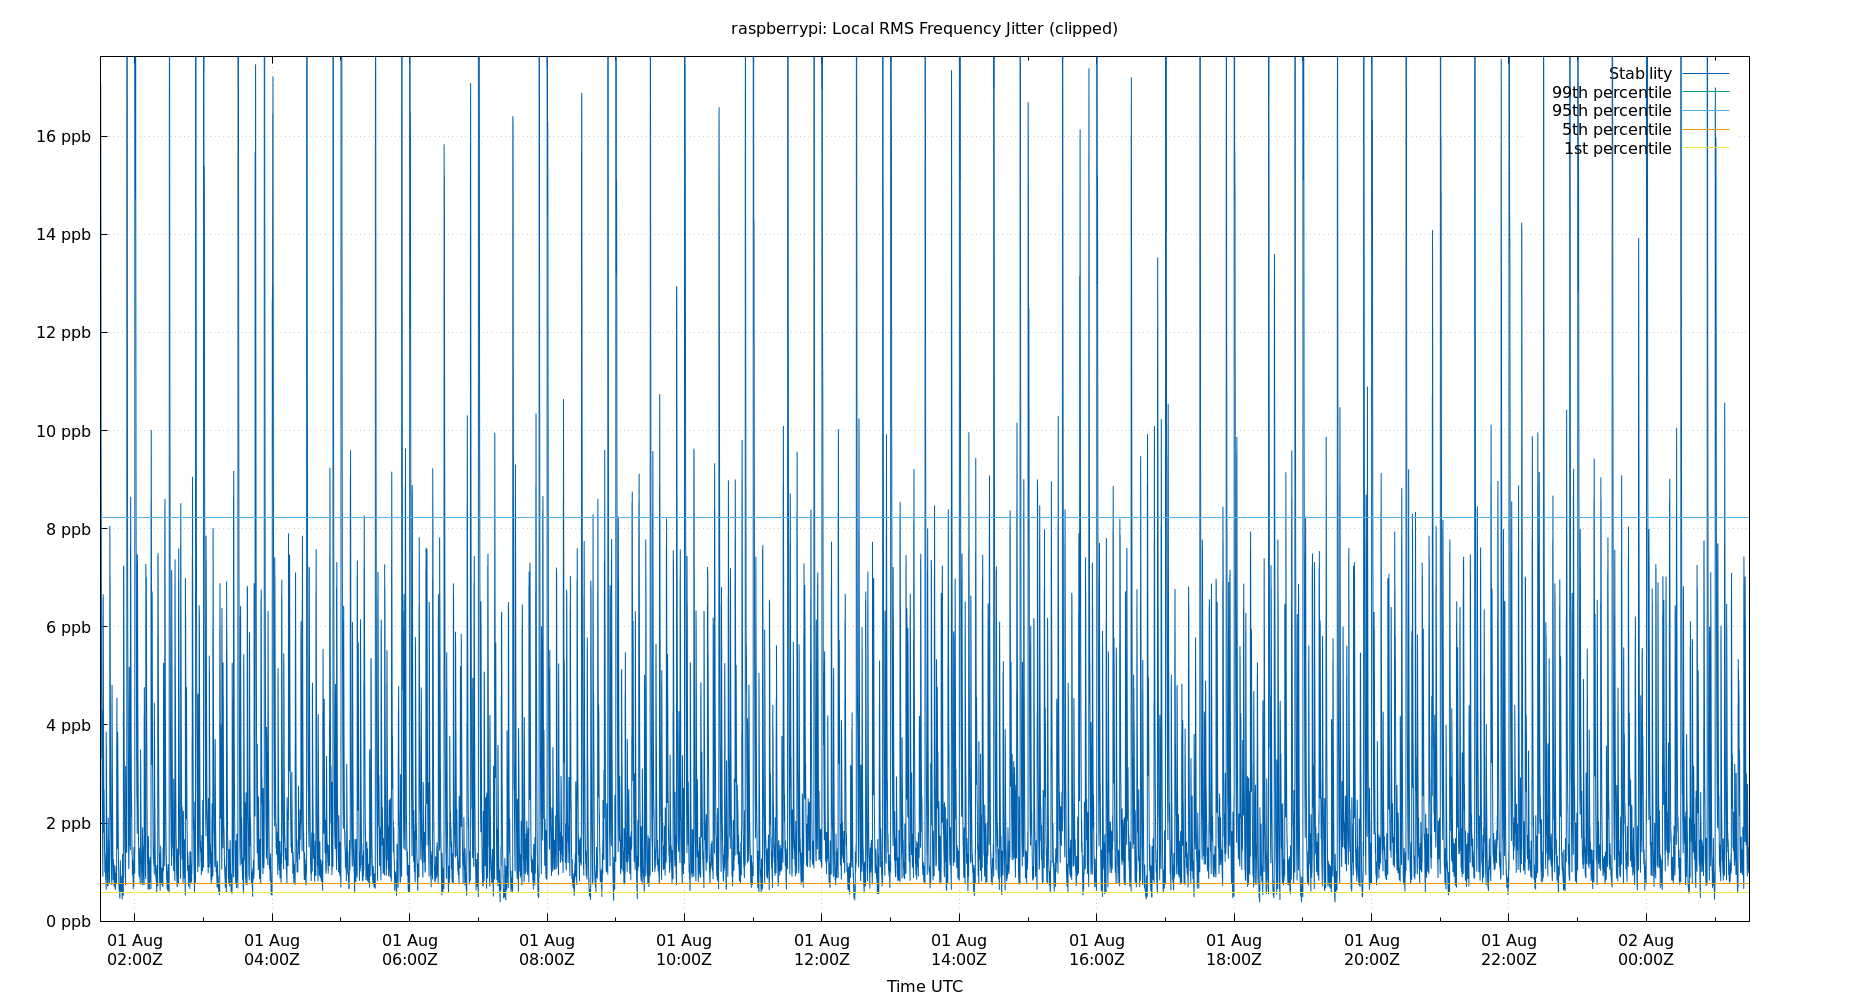 raspberrypi: Local RMS Frequency Jitter (clipped)
Stability
99th percentile
95th percentile
5th percentile
1st percentile
16 ppb
14 ppb
12 ppb
10 ppb
8 ppb
6 ppb
4 ppb
2 ppb
0 ppb
01 Aug 01 Aug 01 Aug 01 Aug 01 Aug 01 Aug 01 Aug 01 Aug 01 Aug 01 Aug 01 Aug 02 Aug
02:00Z 04:00Z 06:00Z 08:00Z 10:00Z 12:00Z 14:00Z 16:00Z 18:00Z 20:00Z 22:00Z 00:00Z
Time UTC